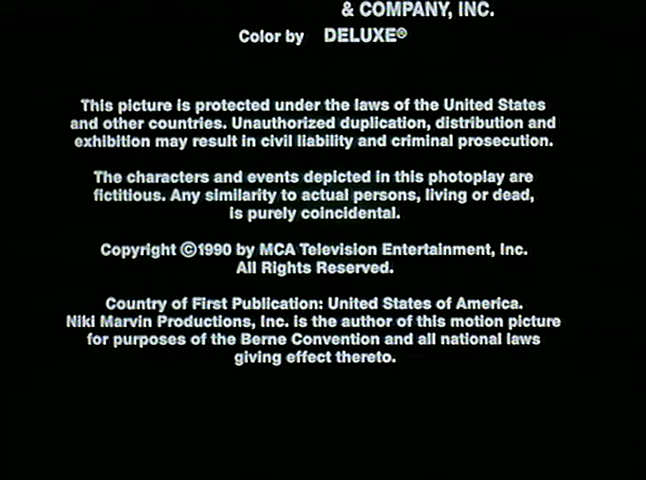 & COMPANY, INC.
Color by DELUXE®
This picture is protected under the laws of the United States
and other countries. Unauthorized duplication, distribution and
exhibition may result in civil liability and criminal prosecution.
The characters and events depicted in this photoplay are
fictitious. Any similarity to actual persons, living or dead,
is purely coincidental.
Copyright ©1990 by MCA Television Entertainment, Inc.
All Rights Reserved.
Country of First Publication: United States of America.
Niki Marvin Productions, Inc. is the author of this motion picture
for purposes of the Berne Convention and all national laws
giving effect thereto.